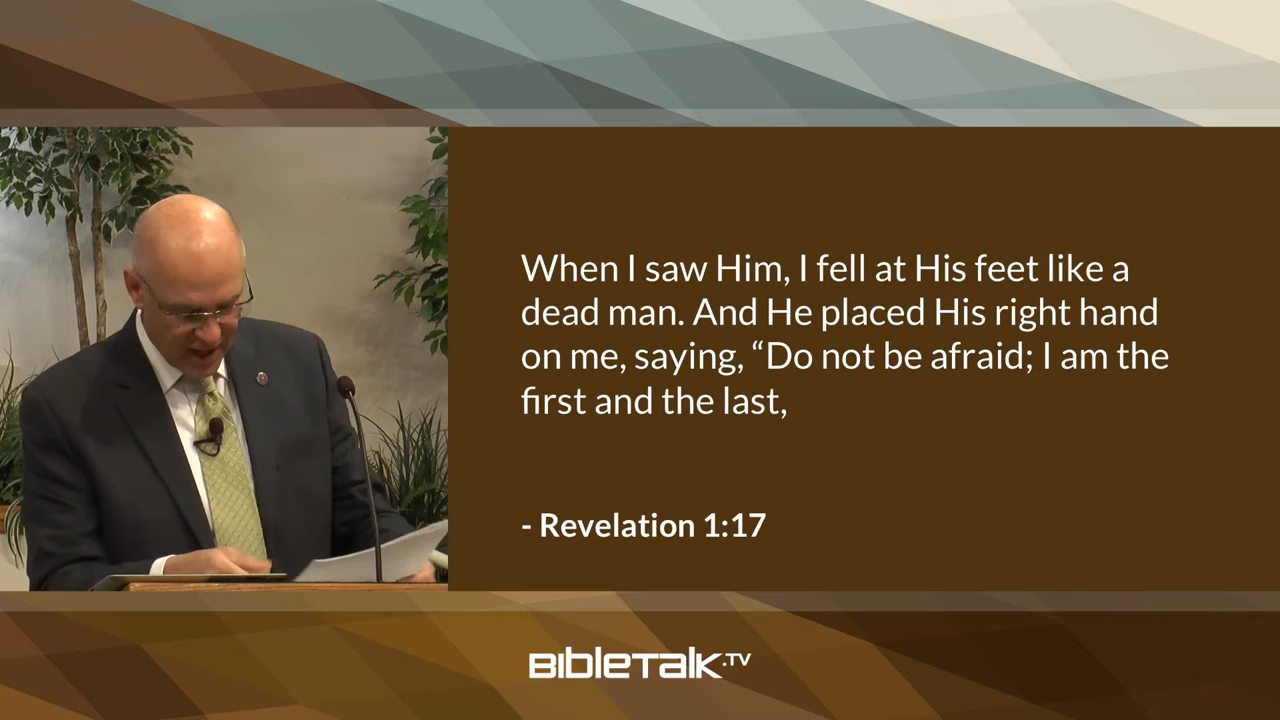 When I saw Him, I fell at His feet like a
dead man. And He placed His right hand
on me, saying, “Do not be afraid; I am the
first and the last,
- Revelation 1:17
BIBLETALK.TV